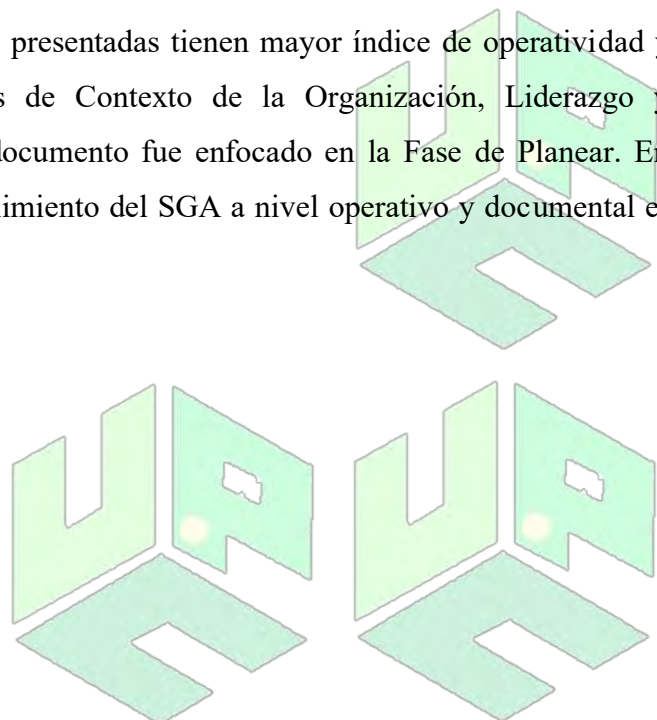 presentadas tienen mayor índice de operatividad y
de Contexto de la Organización, Liderazgo y
documento fue enfocado en la Fase de Planear. En
del SGA a nivel operativo y documental e